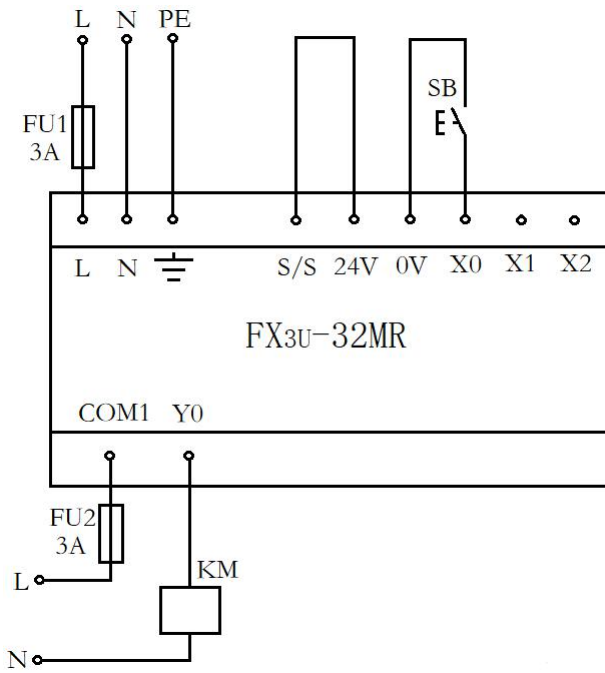 L N PE
SB
FU1
3A
L N S/S 24V 0V X0 X1 X2
FX3U-32MR
COM1 Y0
FU2
3A
KM
L
N